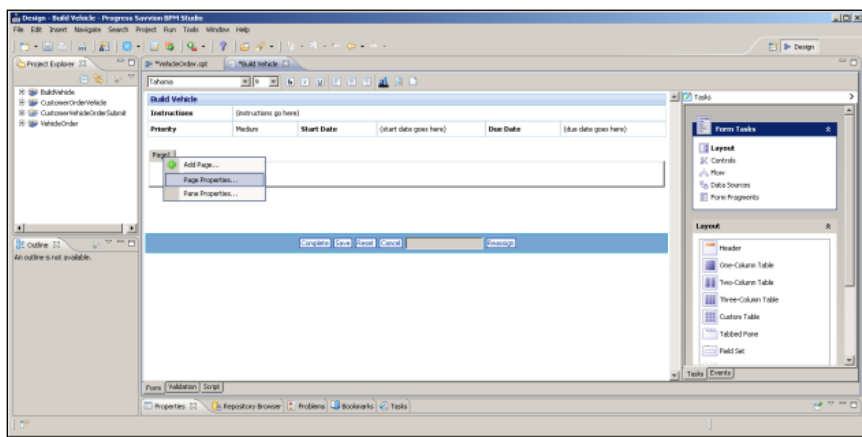 Design - Build Vehicle - Progress Savvion BPM Studio
File Edit Insert Navigate Search Project Run Tools Window Help
Design
Project Explorer
*VehicleOrder.spt
*Build Vehicle
BuildVehicle
CustomerOrderVehicle
CustomerVehicleOrderSubmit
VehicleOrder
Tahoma 9
Build Vehicle
Instructions (instructions go here)
Priority Medium Start Date (start date goes here) Due Date (due date goes here)
Page1
Add Page...
Page Properties...
Pane Properties...
Complete Save Reset Cancel Reassign
Outline
An outline is not available.
Tasks
Form Tasks
Layout
Controls
Flow
Data Sources
Form Fragments
Layout
Header
One-Column Table
Two-Column Table
Three-Column Table
Custom Table
Tabbed Pane
Field Set
Tasks Events
Form Validation Script
Properties Repository Browser Problems Bookmarks Tasks